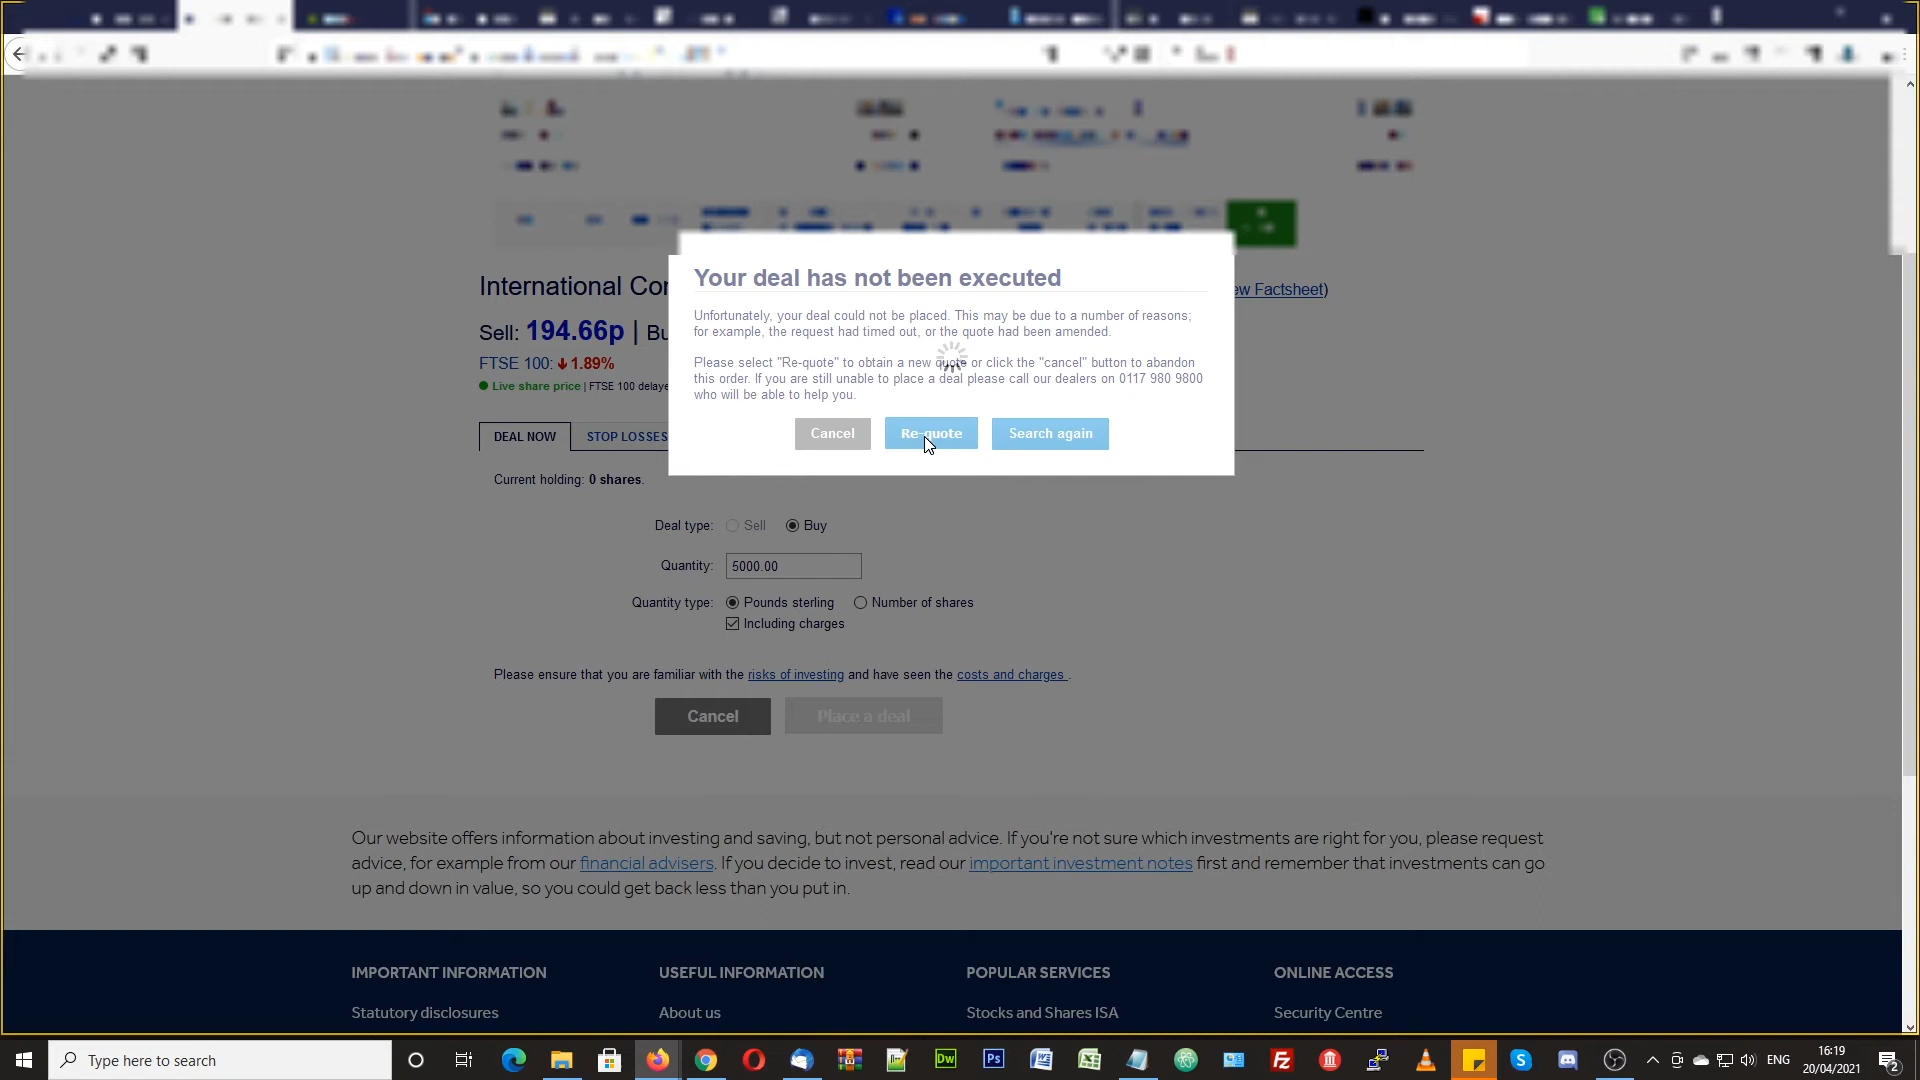 International Cor
ew Factsheet)
Sell: 194.66p | Bu
FTSE 100: 1.89%
Live share price | FTSE 100 delaye
Your deal has not been executed
Unfortunately, your deal could not be placed. This may be due to a number of reasons;
for example, the request had timed out, or the quote had been amended.
Please select "Re-quote" to obtain a new quote or click the "cancel" button to abandon
this order. If you are still unable to place a deal please call our dealers on 0117 980 9800
who will be able to help you.
Cancel Re-quote Search again
DEAL NOW STOP LOSSES
Current holding: 0 shares.
Deal type: Sell Buy
Quantity: 5000.00
Quantity type: Pounds sterling Number of shares
Including charges
Please ensure that you are familiar with the risks of investing and have seen the costs and charges .
Cancel Place a deal
Our website offers information about investing and saving, but not personal advice. If you're not sure which investments are right for you, please request
advice, for example from our financial advisers. If you decide to invest, read our important investment notes first and remember that investments can go
up and down in value, so you could get back less than you put in.
IMPORTANT INFORMATION USEFUL INFORMATION POPULAR SERVICES ONLINE ACCESS
Statutory disclosures About us Stocks and Shares ISA Security Centre
Type here to search
Dw Ps
ENG
16:19
20/04/2021
2